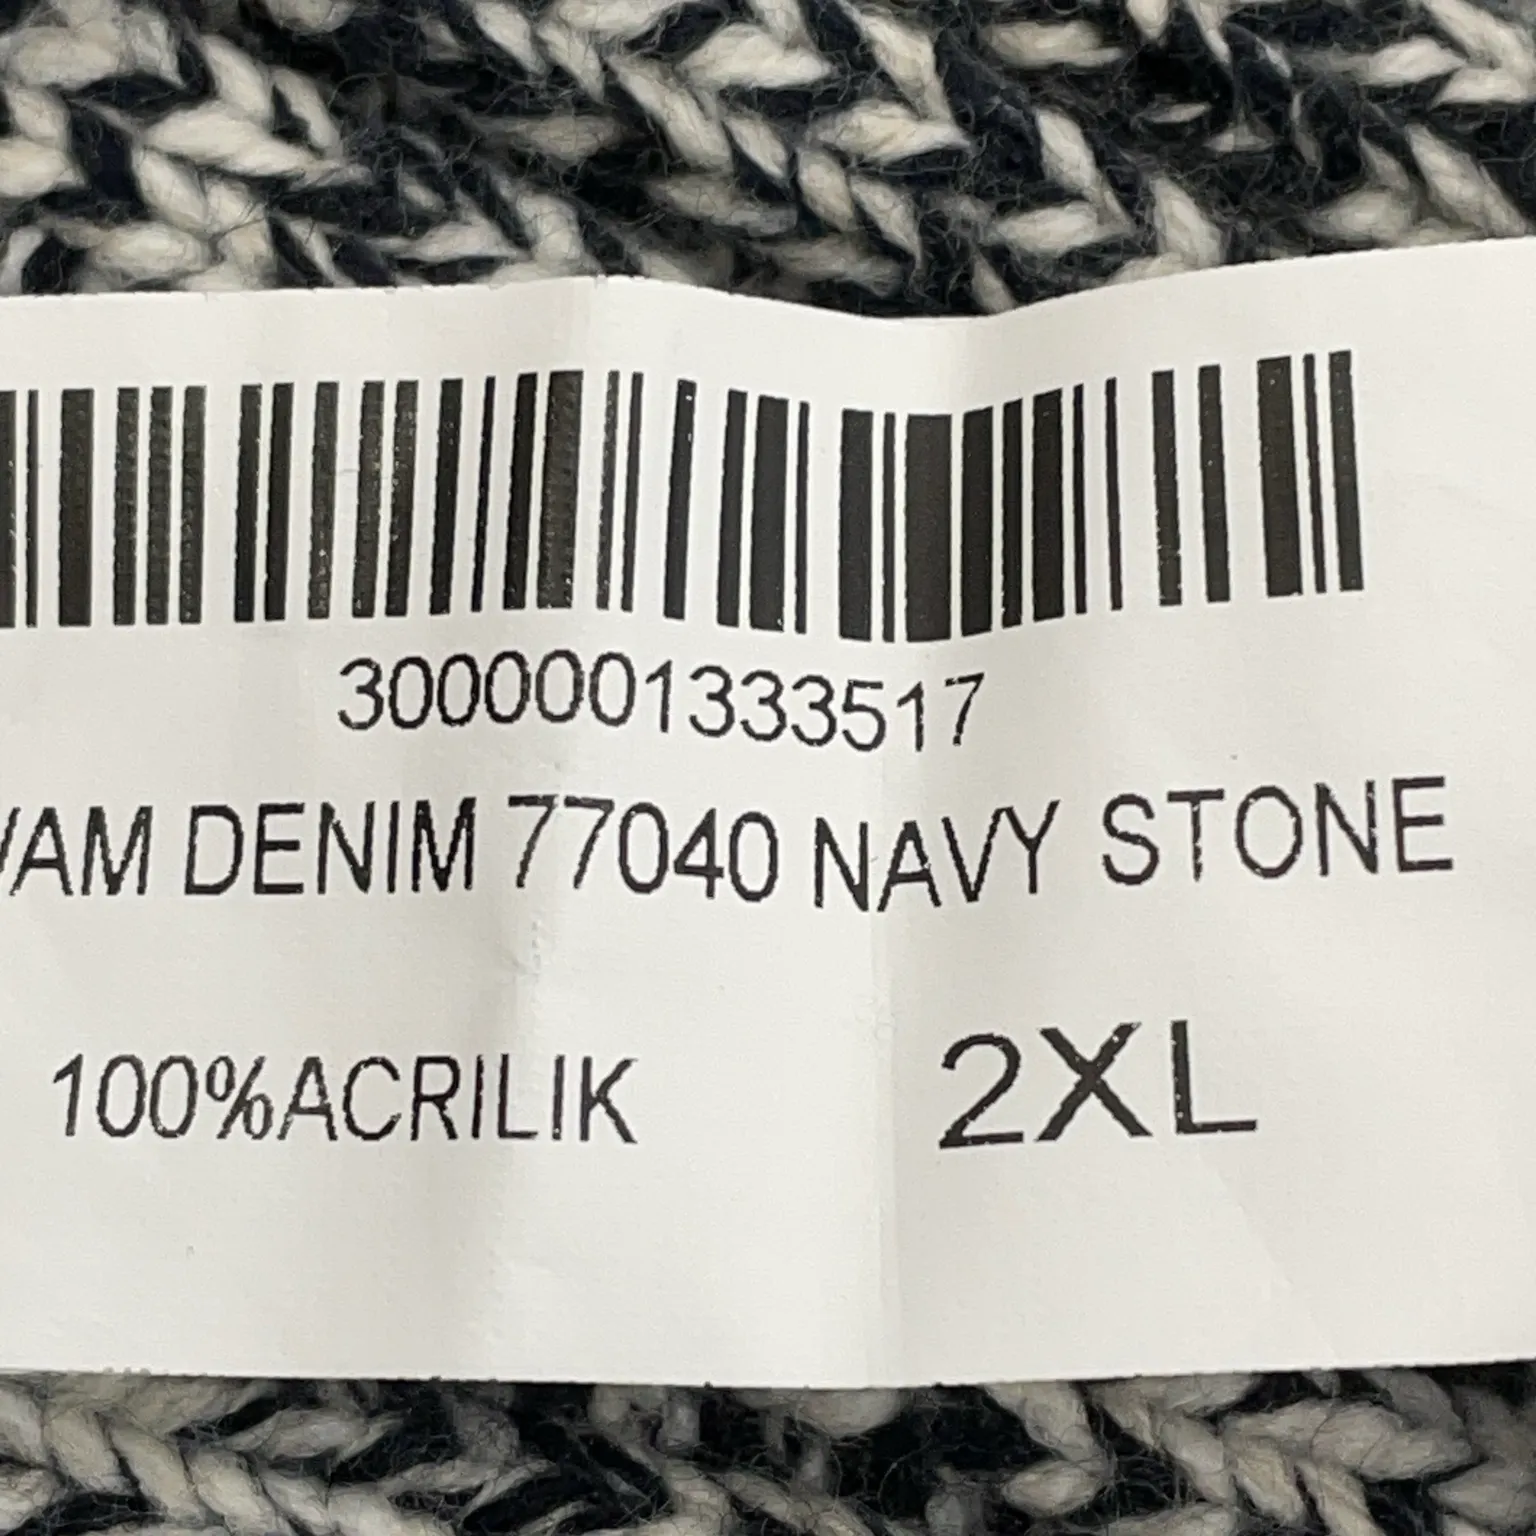 3000001333517
VAM DENIM 77040 NAVY STONE
100%ACRILIK
2XL